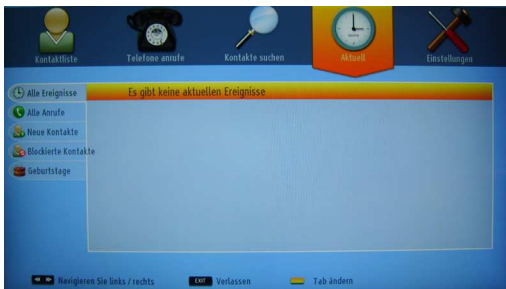 Kontaktliste
Telefone anrufe
Kontakte suchen
Aktuell
Einstellungen
Alle Ereignisse
Es gibt keine aktuellen Ereignisse
Alle Anrufe
Neue Kontakte
Blockierte Kontakte
Geburtstage
Navigieren Sie links / rechts
EXIT Verlassen
Tab ändern